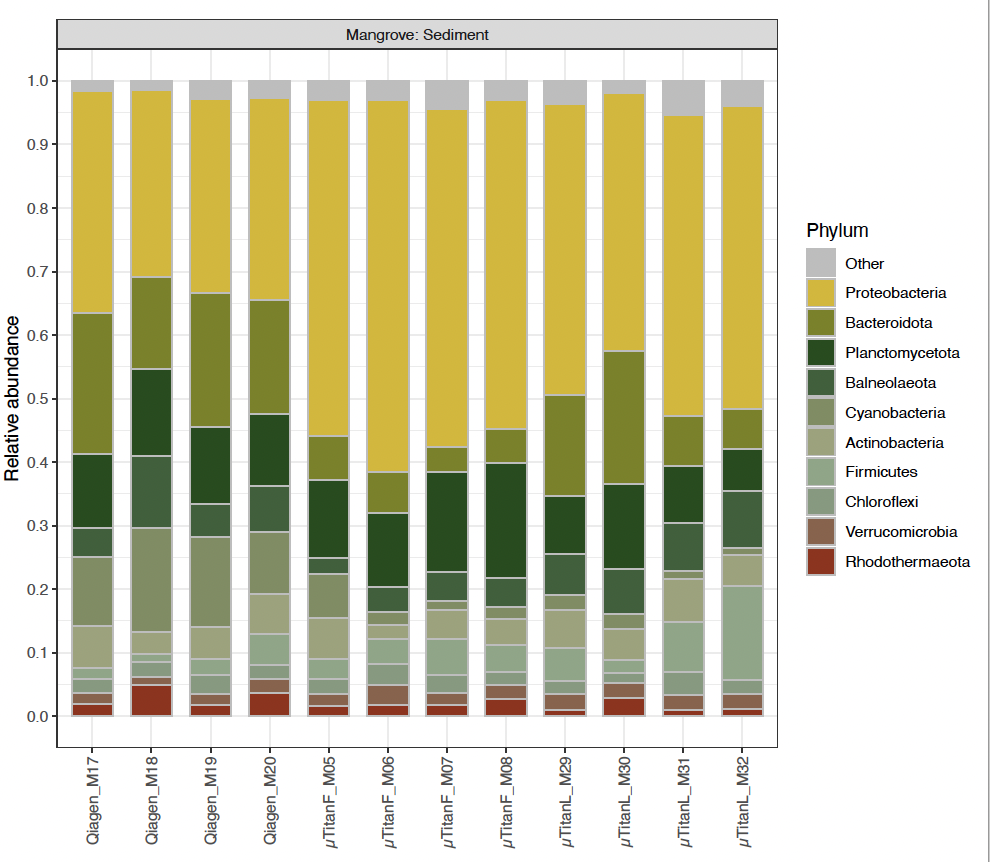 Mangrove: Sediment
Relative abundance
1.0
0.9
0.8
0.7
0.6
0.5
0.4
0.3
0.2
0.1
0.0
Qiagen_M17
Qiagen_M18
Qiagen_M19
Qiagen_M20
μTitanF_M05
μTitanF_M06
μTitanF_M07
μTitanF_M08
μTitanL_M29
μTitanL_M30
μTitanL_M31
μTitanL_M32
Phylum
Other
Proteobacteria
Bacteroidota
Planctomycetota
Balneolaeota
Cyanobacteria
Actinobacteria
Firmicutes
Chloroflexi
Verrucomicrobia
Rhodothermaeota